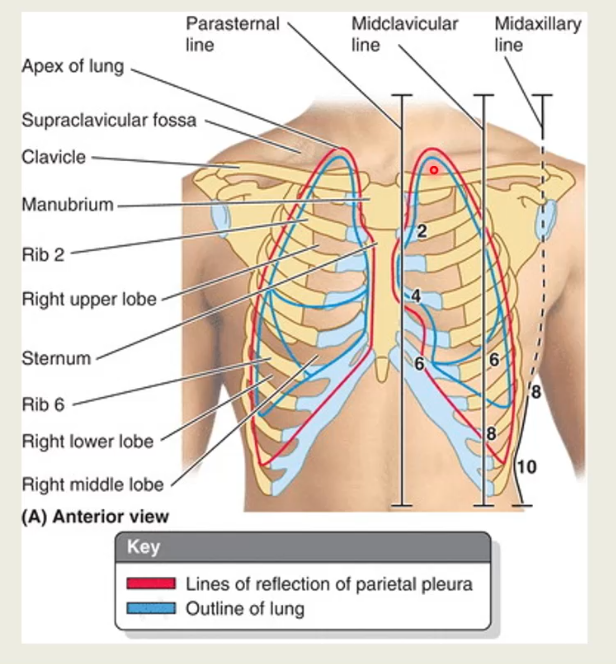 Parasternal
line
Midclavicular
line
Midaxillary
line
Apex of lung
Supraclavicular fossa
Clavicle
Manubrium
Rib 2
Right upper lobe
Sternum
Rib 6
Right lower lobe
Right middle lobe
2
4
6
6
8
8
10
(A) Anterior view
Key
Lines of reflection of parietal pleura
Outline of lung